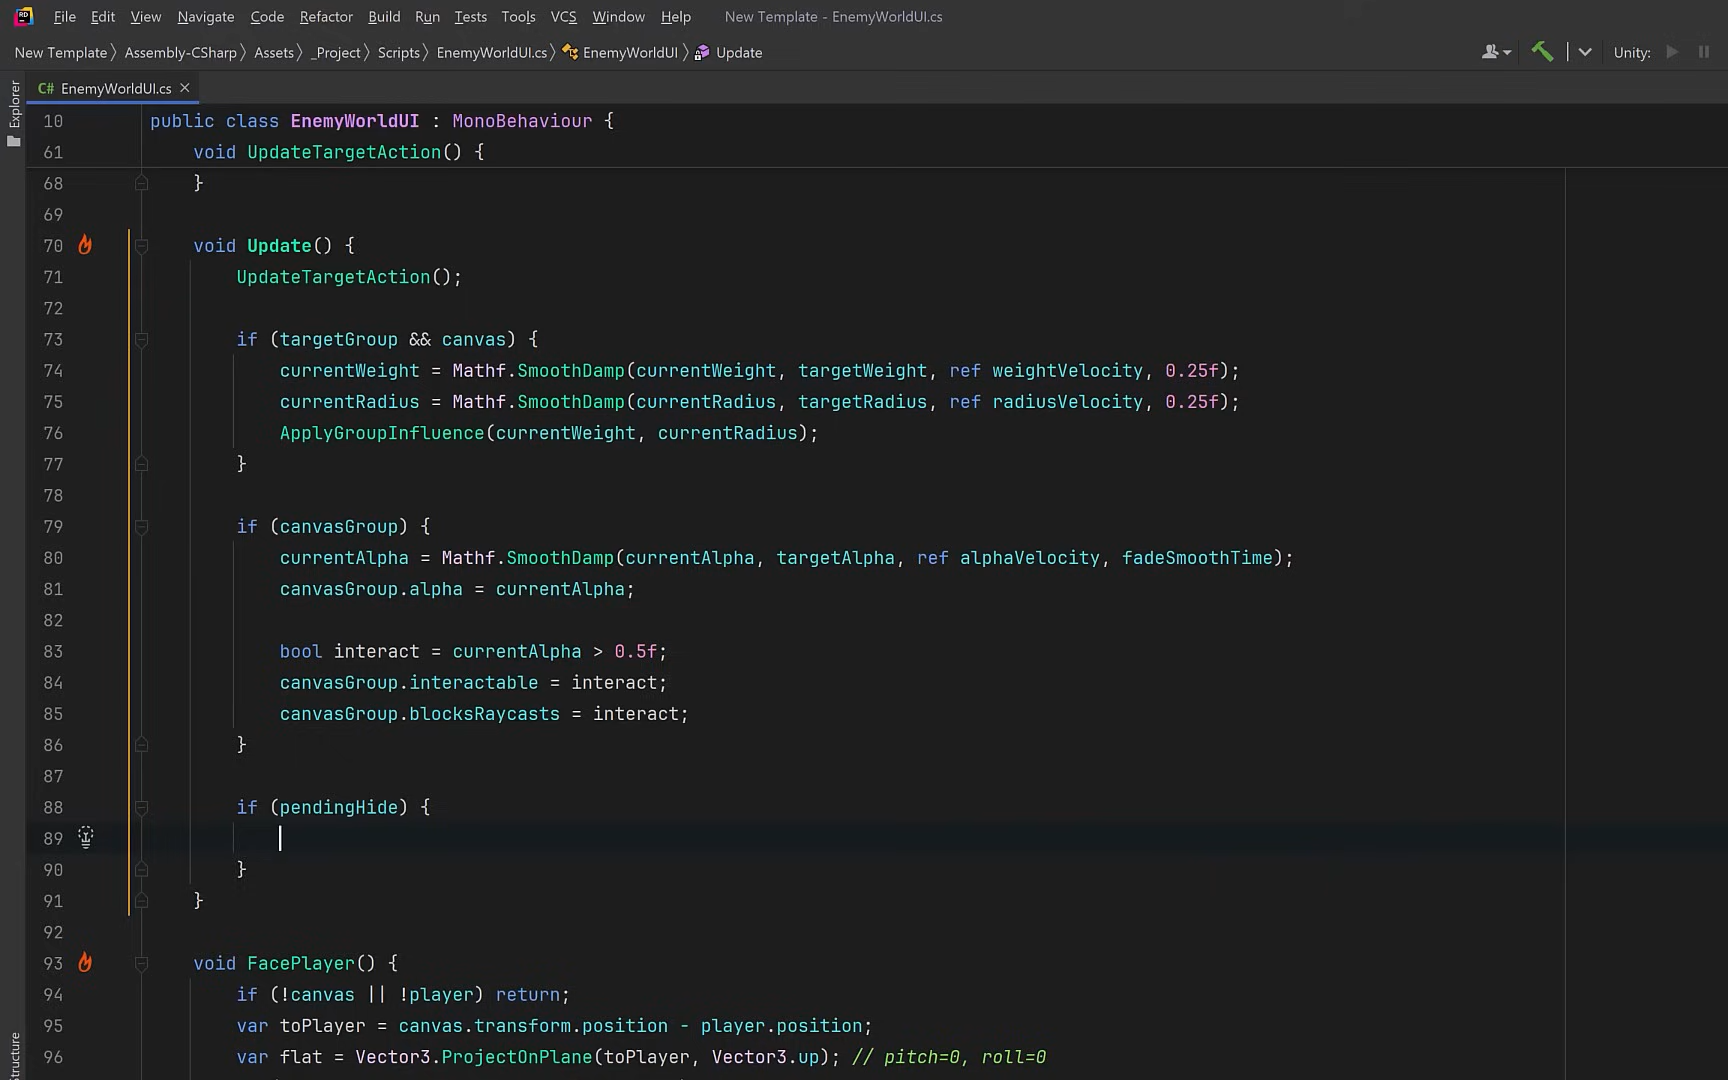 File Edit View Navigate Code Refactor Build Run Tests Tools VCS Window Help New Template - EnemyWorldUI.cs
New Template Assembly-CSharp Assets _Project Scripts EnemyWorldUI.cs EnemyWorldUI Update Unity:
Explorer
C# EnemyWorldUI.cs
10 public class EnemyWorldUI : MonoBehaviour {
61 void UpdateTargetAction() {
68 }
69
70 void Update() {
71 UpdateTargetAction();
72
73 if (targetGroup && canvas) {
74 currentWeight = Mathf.SmoothDamp(currentWeight, targetWeight, ref weightVelocity, 0.25f);
75 currentRadius = Mathf.SmoothDamp(currentRadius, targetRadius, ref radiusVelocity, 0.25f);
76 ApplyGroupInfluence(currentWeight, currentRadius);
77 }
78
79 if (canvasGroup) {
80 currentAlpha = Mathf.SmoothDamp(currentAlpha, targetAlpha, ref alphaVelocity, fadeSmoothTime);
81 canvasGroup.alpha = currentAlpha;
82
83 bool interact = currentAlpha > 0.5f;
84 canvasGroup.interactable = interact;
85 canvasGroup.blocksRaycasts = interact;
86 }
87
88 if (pendingHide) {
89
90 }
91 }
92
93 void FacePlayer() {
94 if (!canvas || !player) return;
95 var toPlayer = canvas.transform.position - player.position;
96 var flat = Vector3.ProjectOnPlane(toPlayer, Vector3.up); // pitch=0, roll=0
Structure